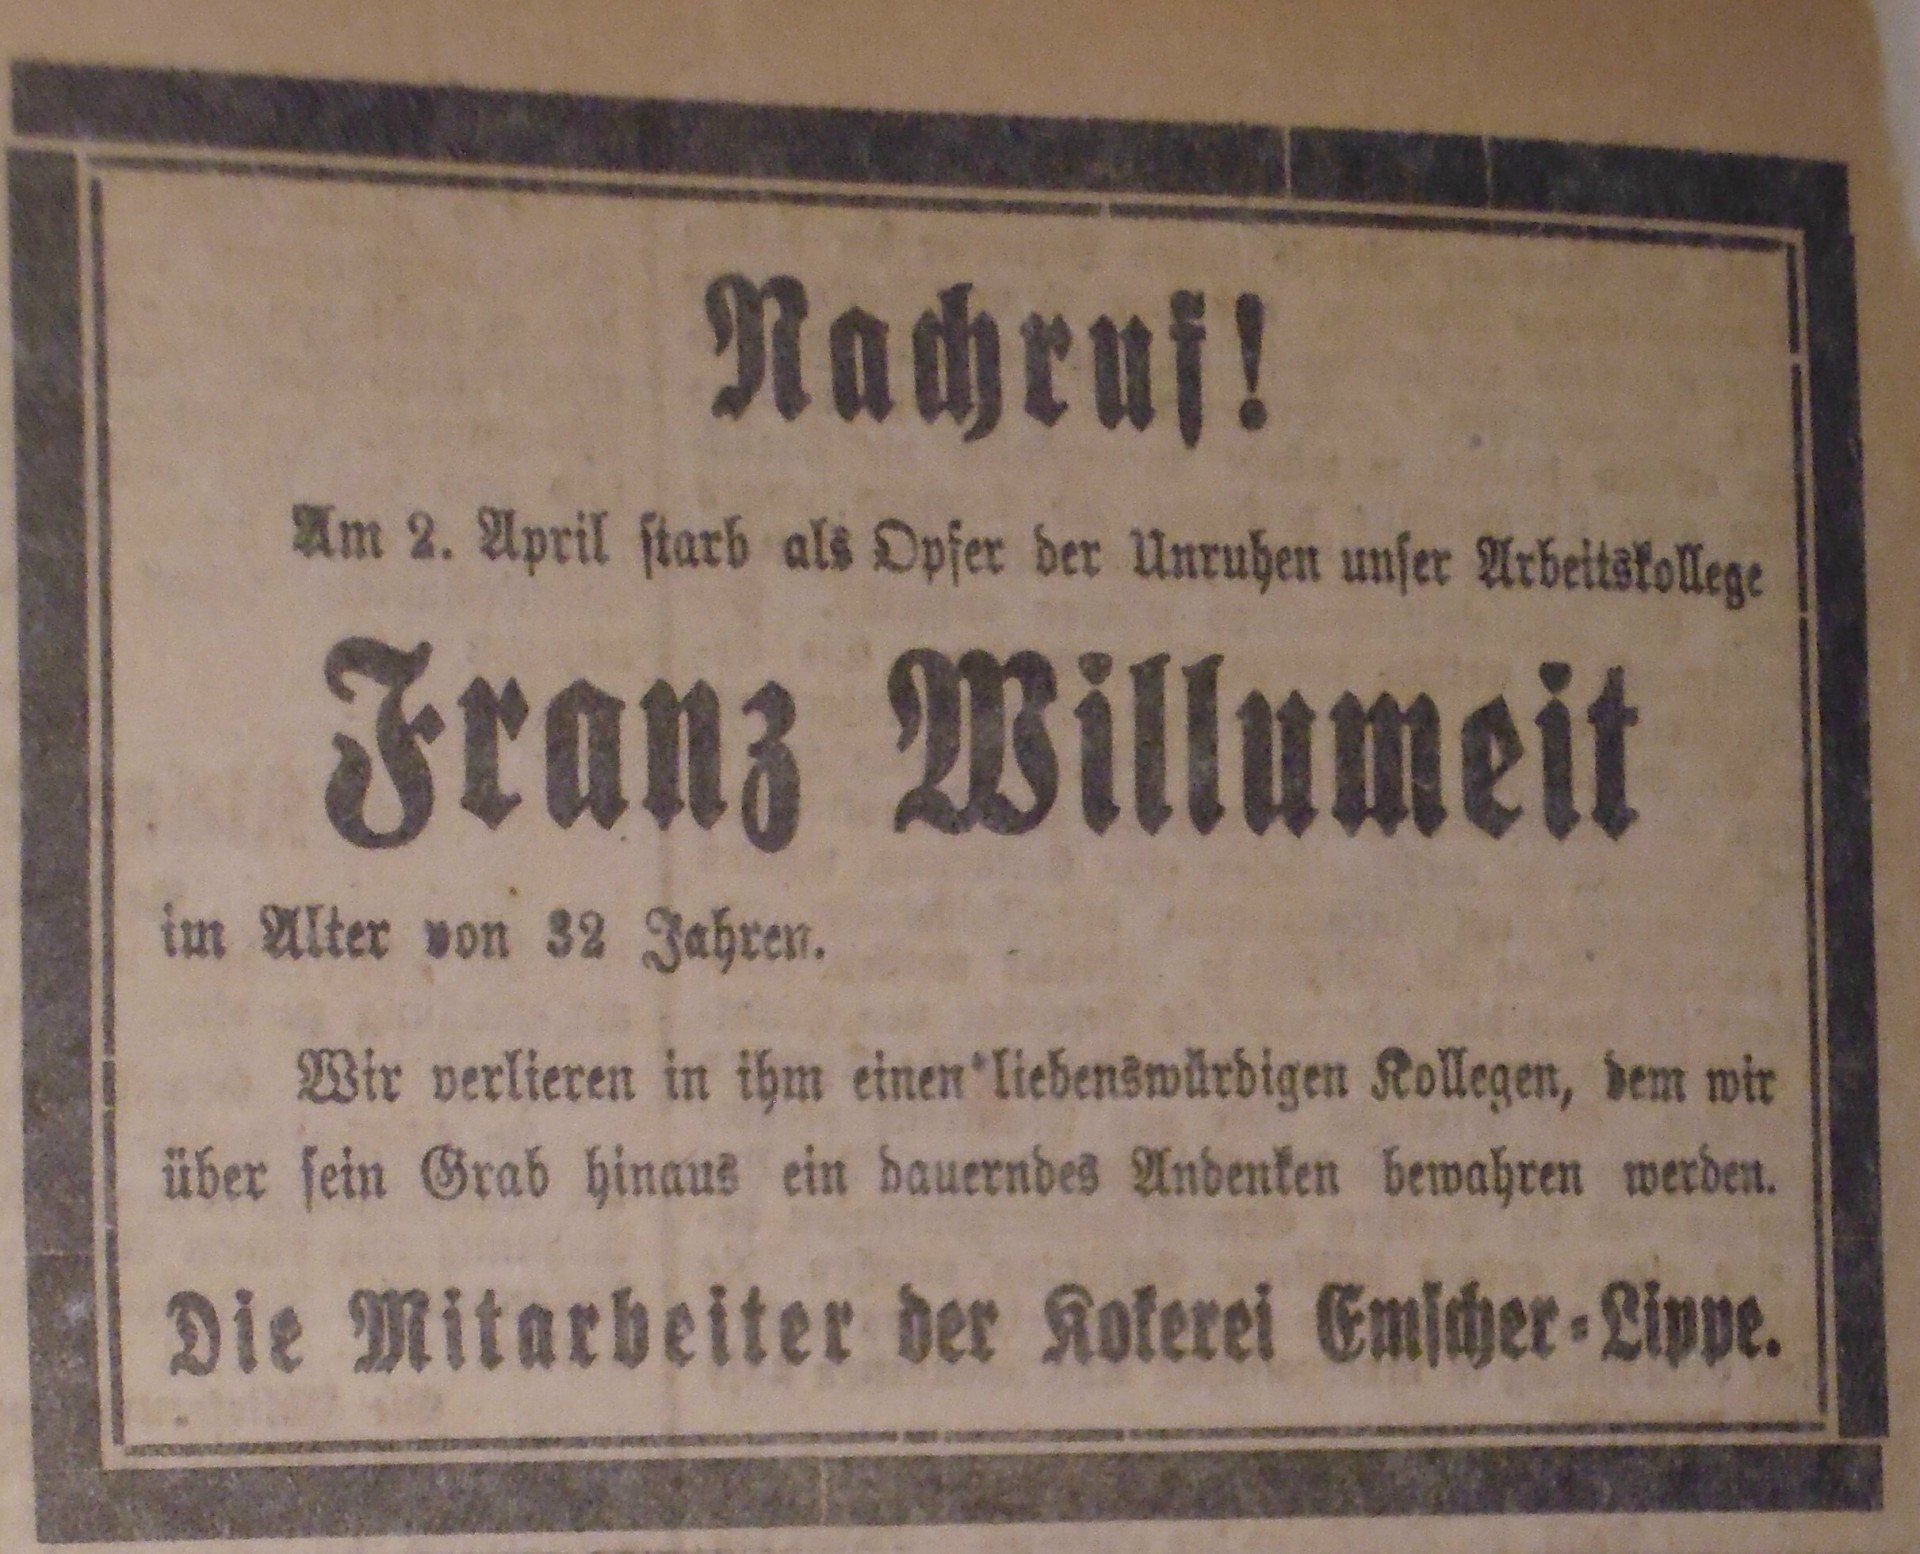 Nachruf!
Am 2. April starb als Opfer der Unruhen unser Arbeitskollege
Franz Willumeit
im Alter von 32 Jahren.
Wir verlieren in ihm einen liebenswürdigen Kollegen, dem wir
über sein Grab hinaus ein dauerndes Andenken bewahren werden.
Die Mitarbeiter der Kokerei Emscher-Lippe.